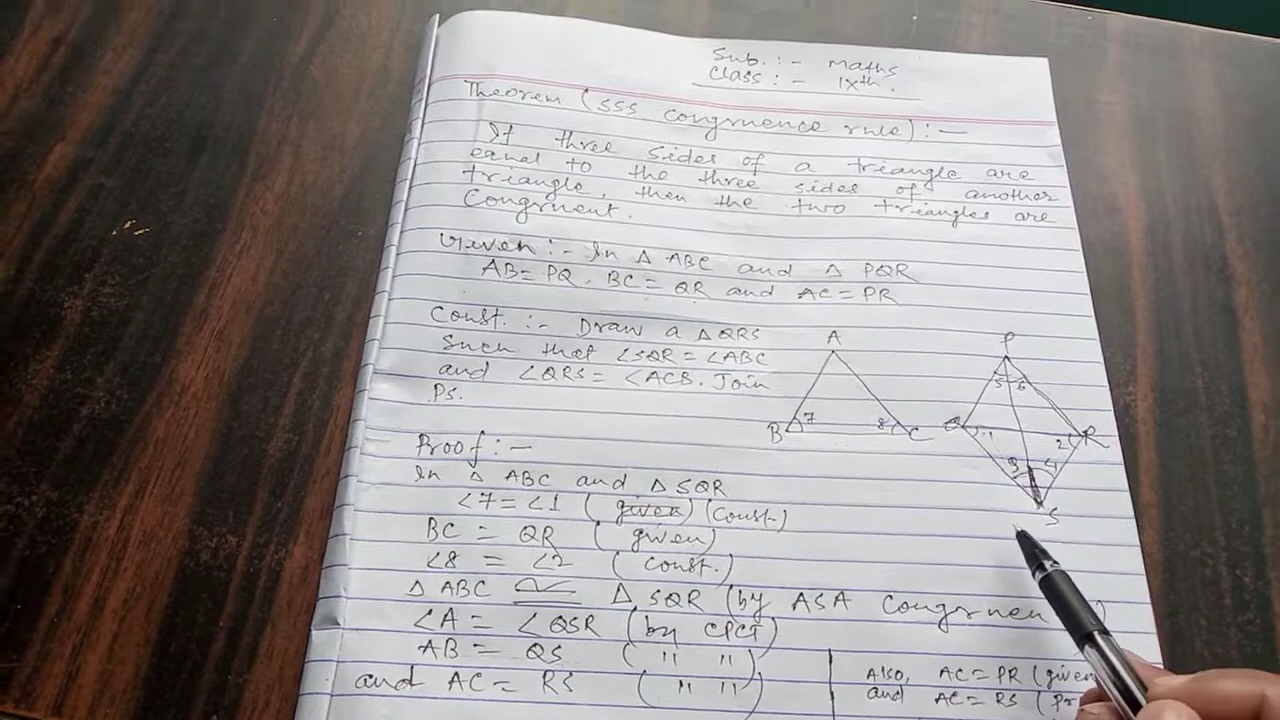 Sub. :- Maths
Class :- IXth.
Theorem (SSS congruence rule) :-
If three sides of a triangle are
equal to the three sides of another
triangle, then the two triangles are
Congruent.
Given :- In △ ABC and △ PQR
AB = PQ, BC = QR and AC = PR
Const. :- Draw a △QRS
Such that ∠SQR = ∠ABC
and ∠QRS = ∠ACB. Join
PS.
A
B
7
8
C
P
5
6
Q
1
2
R
3
4
S
Proof :-
In △ ABC and △ SQR
∠7 = ∠1 (given) (Const.)
BC = QR (given)
∠8 = ∠2 (Const.)
△ ABC ≅ △ SQR (by ASA
∠A = ∠QSR (by CPCT)
AB = QS ( " " )
and AC = RS ( " " )
Also, AC = PR (given
and AC = RS (